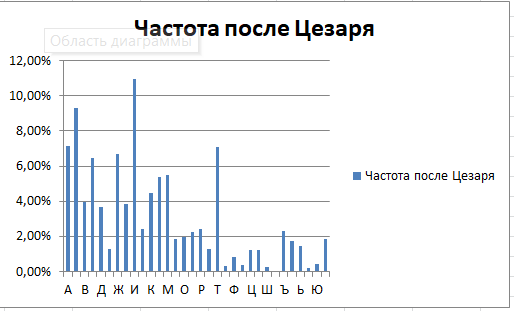 Частота после Цезаря
Область диаграммы
12,00%
10,00%
8,00%
6,00%
4,00%
2,00%
0,00%
Частота после Цезаря
А В Д Ж И К М О Р Т Ф Ц Ш Ъ Ь Ю